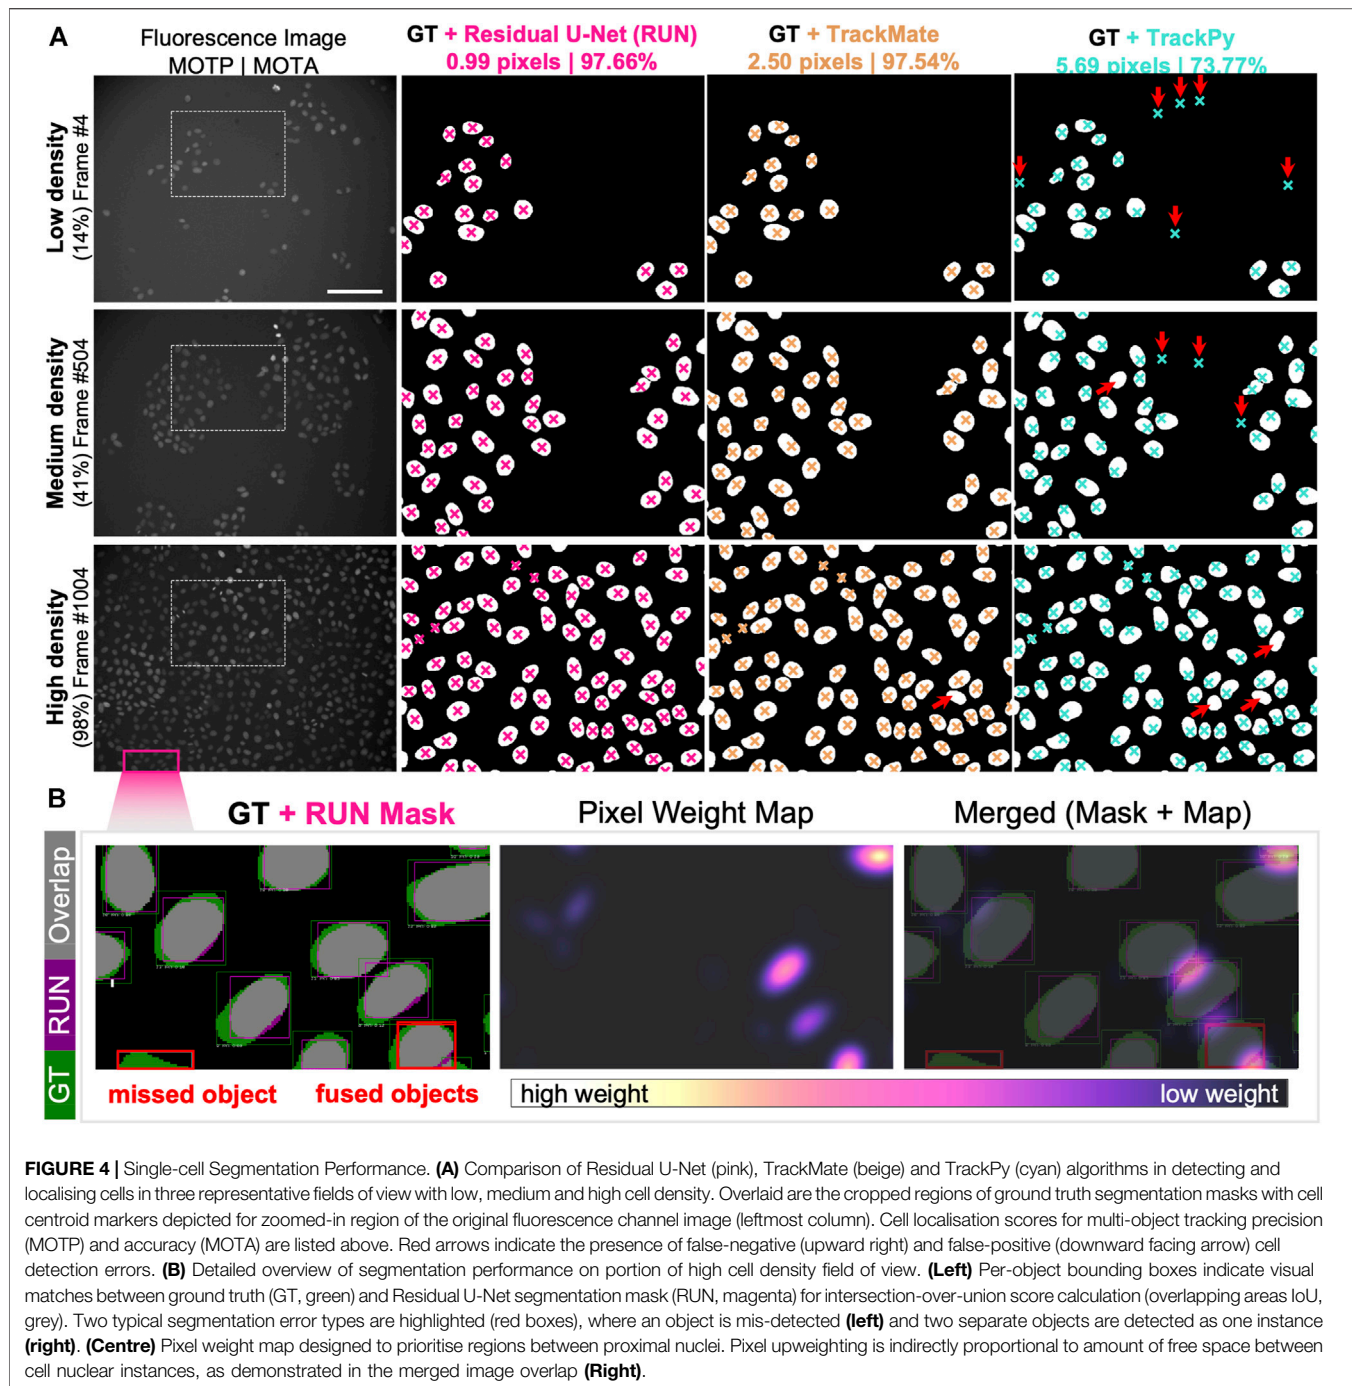 A
Fluorescence Image
MOTP | MOTA
GT + Residual U-Net (RUN)
0.99 pixels | 97.66%
GT + TrackMate
2.50 pixels | 97.54%
GT + TrackPy
5.69 pixels | 73.77%
Low density
(14%) Frame #4
Medium density
(41%) Frame #504
High density
(98%) Frame #1004
B
GT + RUN Mask
Pixel Weight Map
Merged (Mask + Map)
Overlap
RUN
GT
missed object
fused objects
high weight
low weight
FIGURE 4 | Single-cell Segmentation Performance. (A) Comparison of Residual U-Net (pink), TrackMate (beige) and TrackPy (cyan) algorithms in detecting and
localising cells in three representative fields of view with low, medium and high cell density. Overlaid are the cropped regions of ground truth segmentation masks with cell
centroid markers depicted for zoomed-in region of the original fluorescence channel image (leftmost column). Cell localisation scores for multi-object tracking precision
(MOTP) and accuracy (MOTA) are listed above. Red arrows indicate the presence of false-negative (upward right) and false-positive (downward facing arrow) cell
detection errors. (B) Detailed overview of segmentation performance on portion of high cell density field of view. (Left) Per-object bounding boxes indicate visual
matches between ground truth (GT, green) and Residual U-Net segmentation mask (RUN, magenta) for intersection-over-union score calculation (overlapping areas IoU,
grey). Two typical segmentation error types are highlighted (red boxes), where an object is mis-detected (left) and two separate objects are detected as one instance
(right). (Centre) Pixel weight map designed to prioritise regions between proximal nuclei. Pixel upweighting is indirectly proportional to amount of free space between
cell nuclear instances, as demonstrated in the merged image overlap (Right).